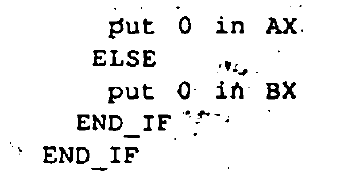 put 0 in AX
ELSE
put 0 in BX
END_IF
END_IF